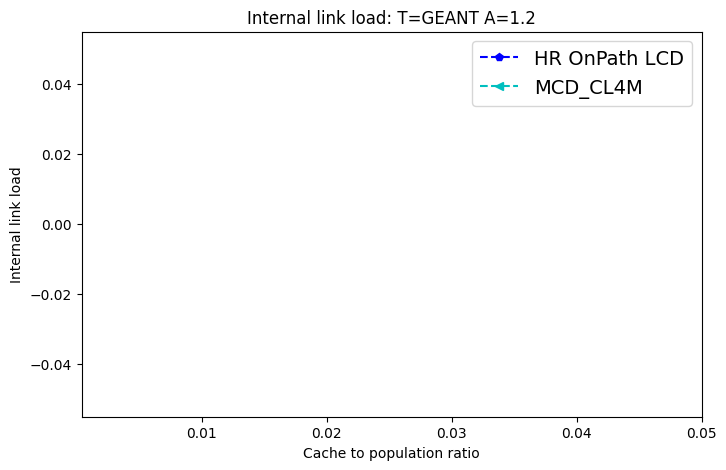 Internal link load: T=GEANT A=1.2
HR OnPath LCD
MCD_CL4M
0.04
0.02
0.00
−0.02
−0.04
Internal link load
0.01
0.02
0.03
0.04
0.05
Cache to population ratio